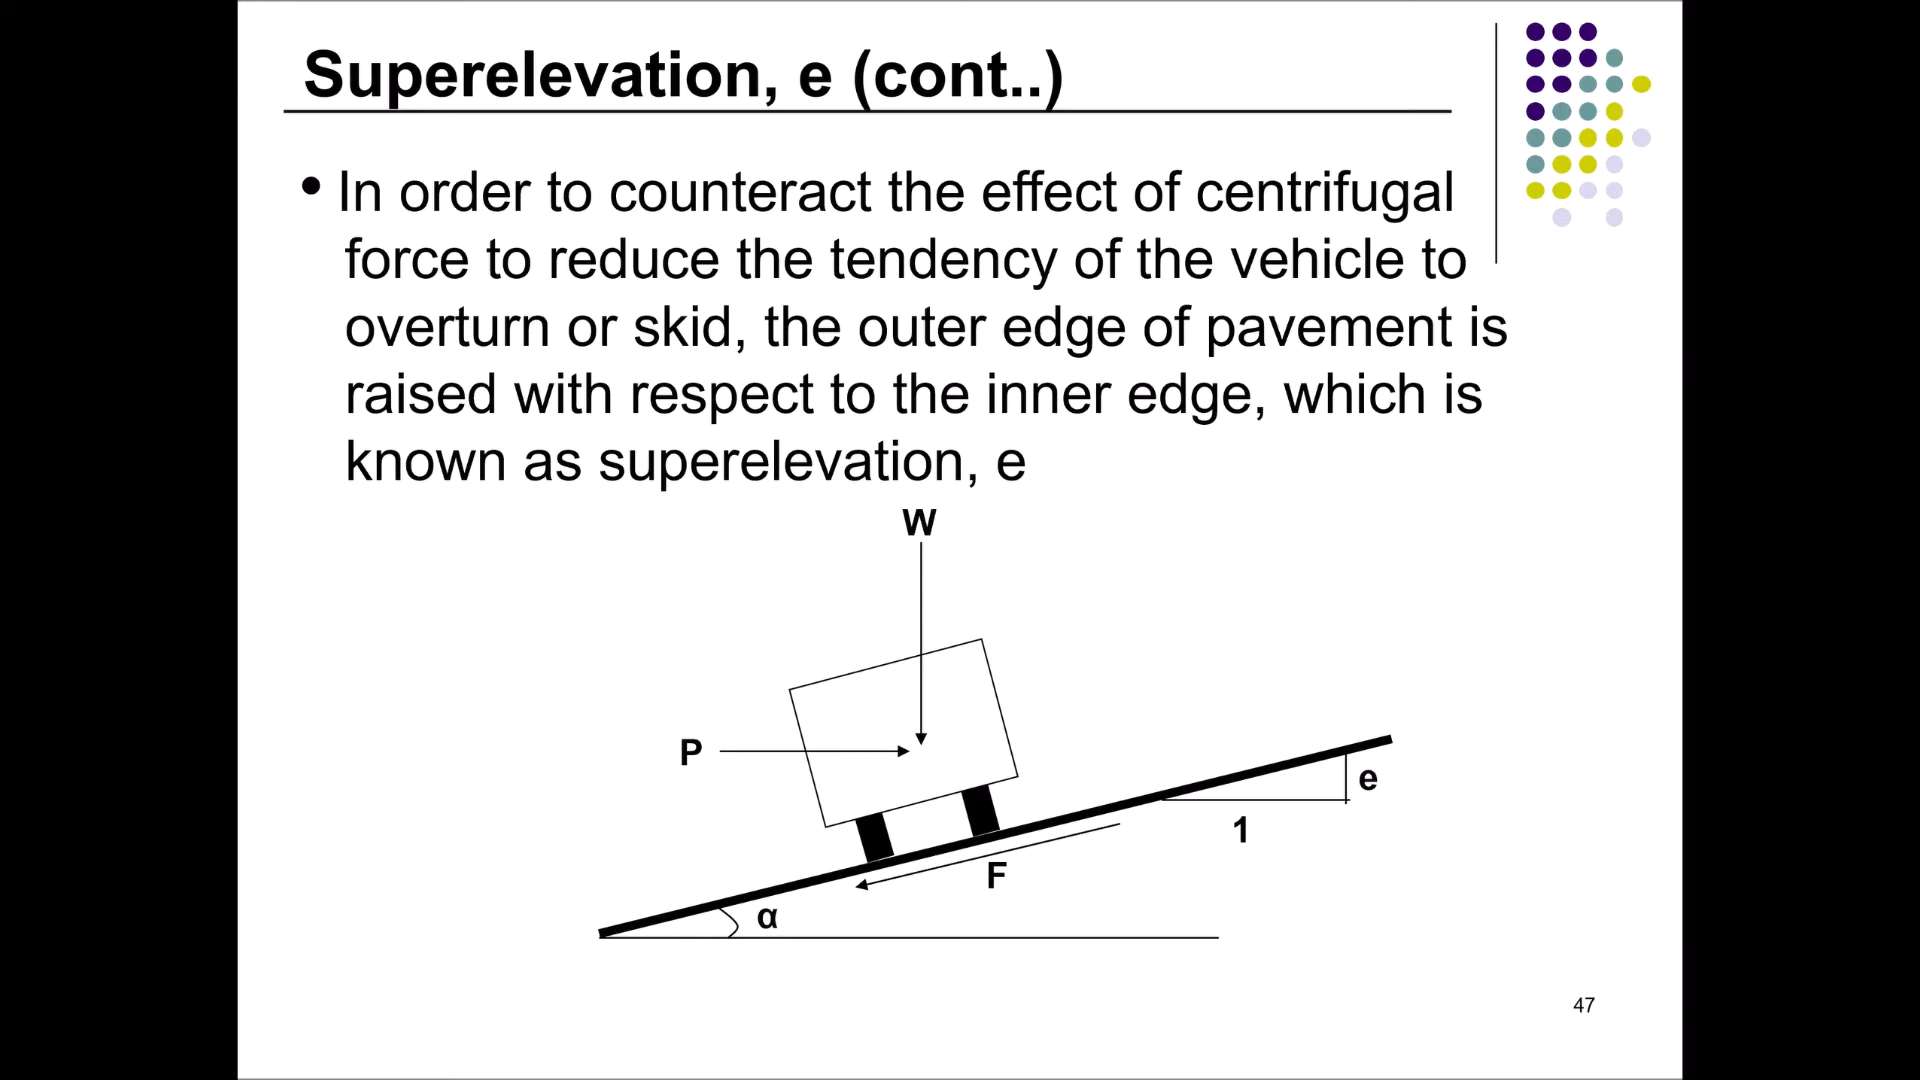 Superelevation, e (cont..)
• In order to counteract the effect of centrifugal
force to reduce the tendency of the vehicle to
overturn or skid, the outer edge of pavement is
raised with respect to the inner edge, which is
known as superelevation, e
W
P
e
1
F
α
47